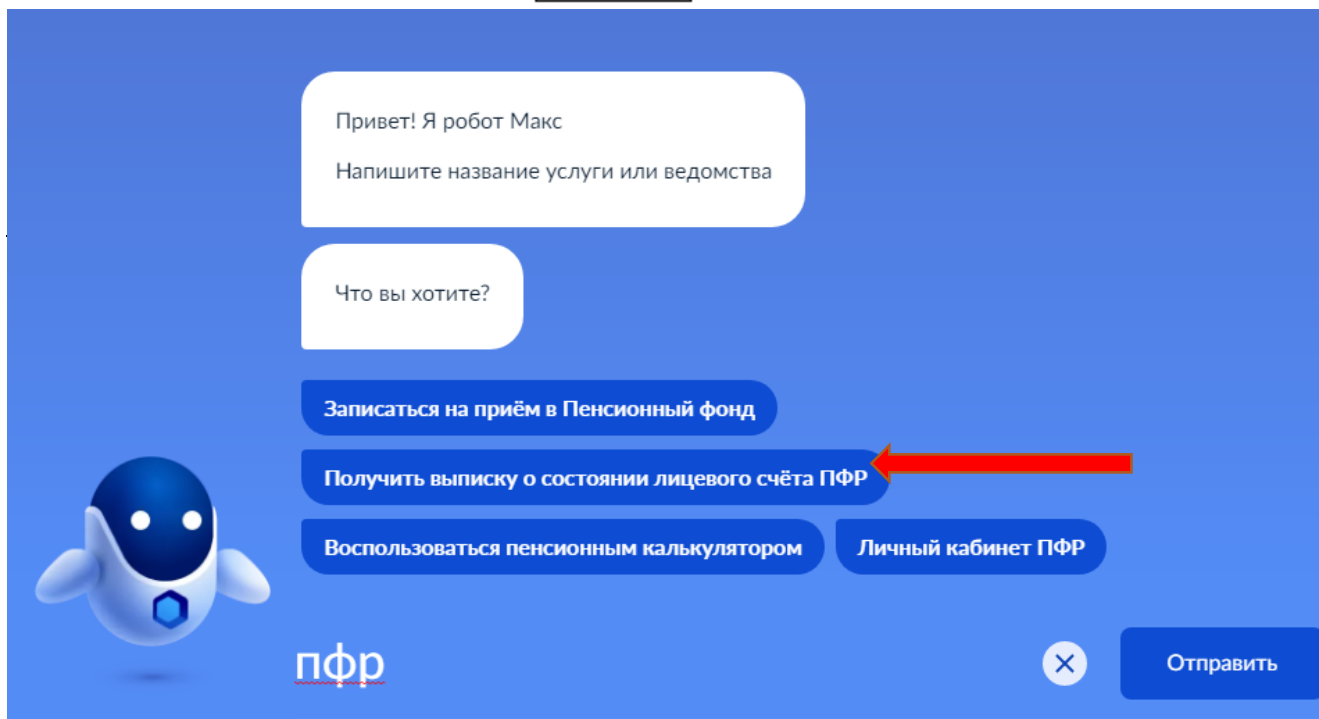 Привет! Я робот Макс
Напишите название услуги или ведомства
Что вы хотите?
Записаться на приём в Пенсионный фонд
Получить выписку о состоянии лицевого счёта ПФР
Воспользоваться пенсионным калькулятором
Личный кабинет ПФР
пфр
Отправить